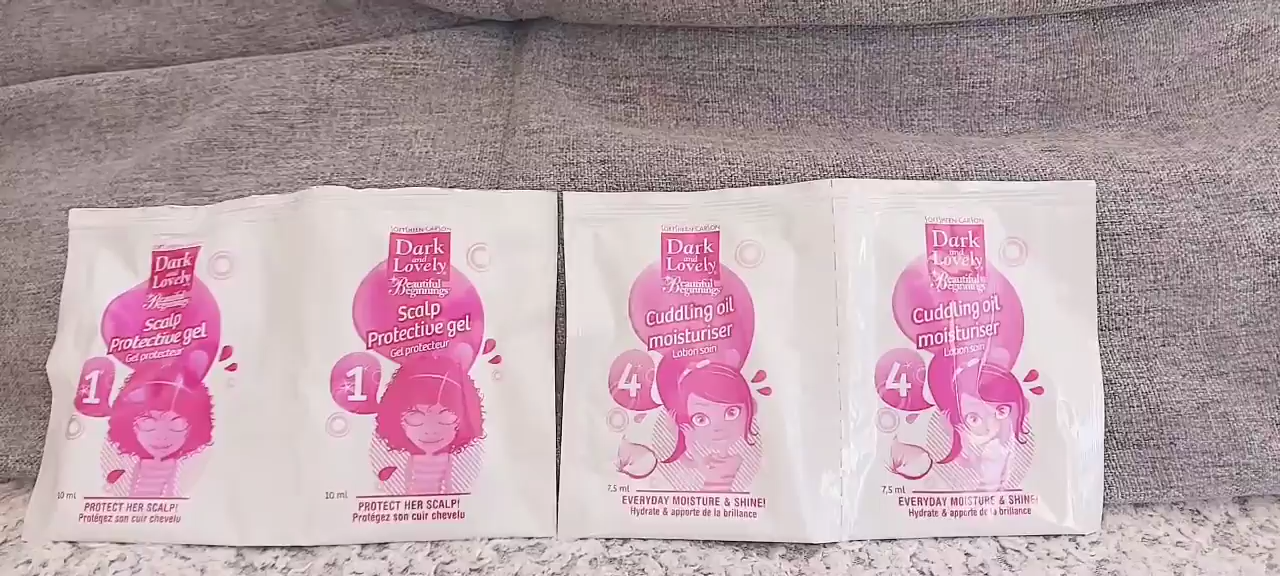 SOFTSHEEN·CARSON
Dark
and
Lovely
Beautiful
Beginnings
Scalp
Protective gel
Gel protecteur
1
10 ml
PROTECT HER SCALP!
Protégez son cuir chevelu
SOFTSHEEN·CARSON
Dark
and
Lovely
Beautiful
Beginnings
Scalp
Protective gel
Gel protecteur
1
10 ml
PROTECT HER SCALP!
Protégez son cuir chevelu
SOFTSHEEN·CARSON
Dark
and
Lovely
Beautiful
Beginnings
Cuddling oil
moisturiser
Lotion soin
4
7,5 ml
EVERYDAY MOISTURE & SHINE!
Hydrate & apporte de la brillance
SOFTSHEEN·CARSON
Dark
and
Lovely
Beautiful
Beginnings
Cuddling oil
moisturiser
Lotion soin
4
7,5 ml
EVERYDAY MOISTURE & SHINE!
Hydrate & apporte de la brillance